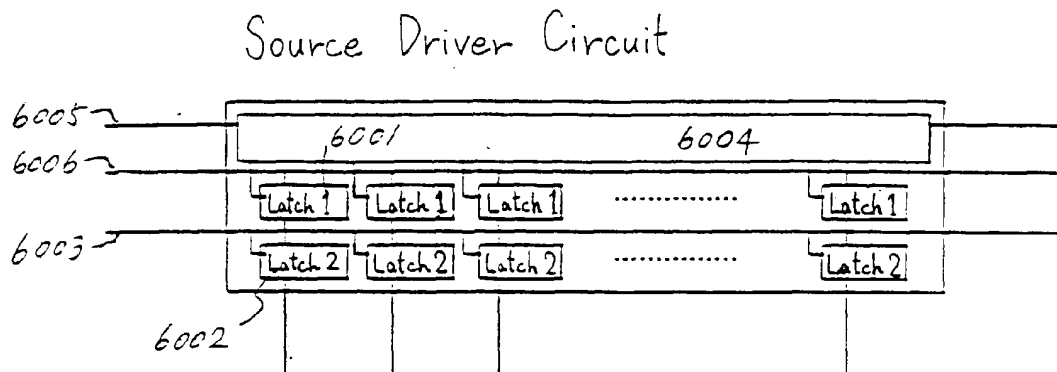 Source Driver Circuit
6005
6001 6004
6006
Latch 1 Latch 1 Latch 1 Latch 1
6003
Latch 2 Latch 2 Latch 2 Latch 2
6002